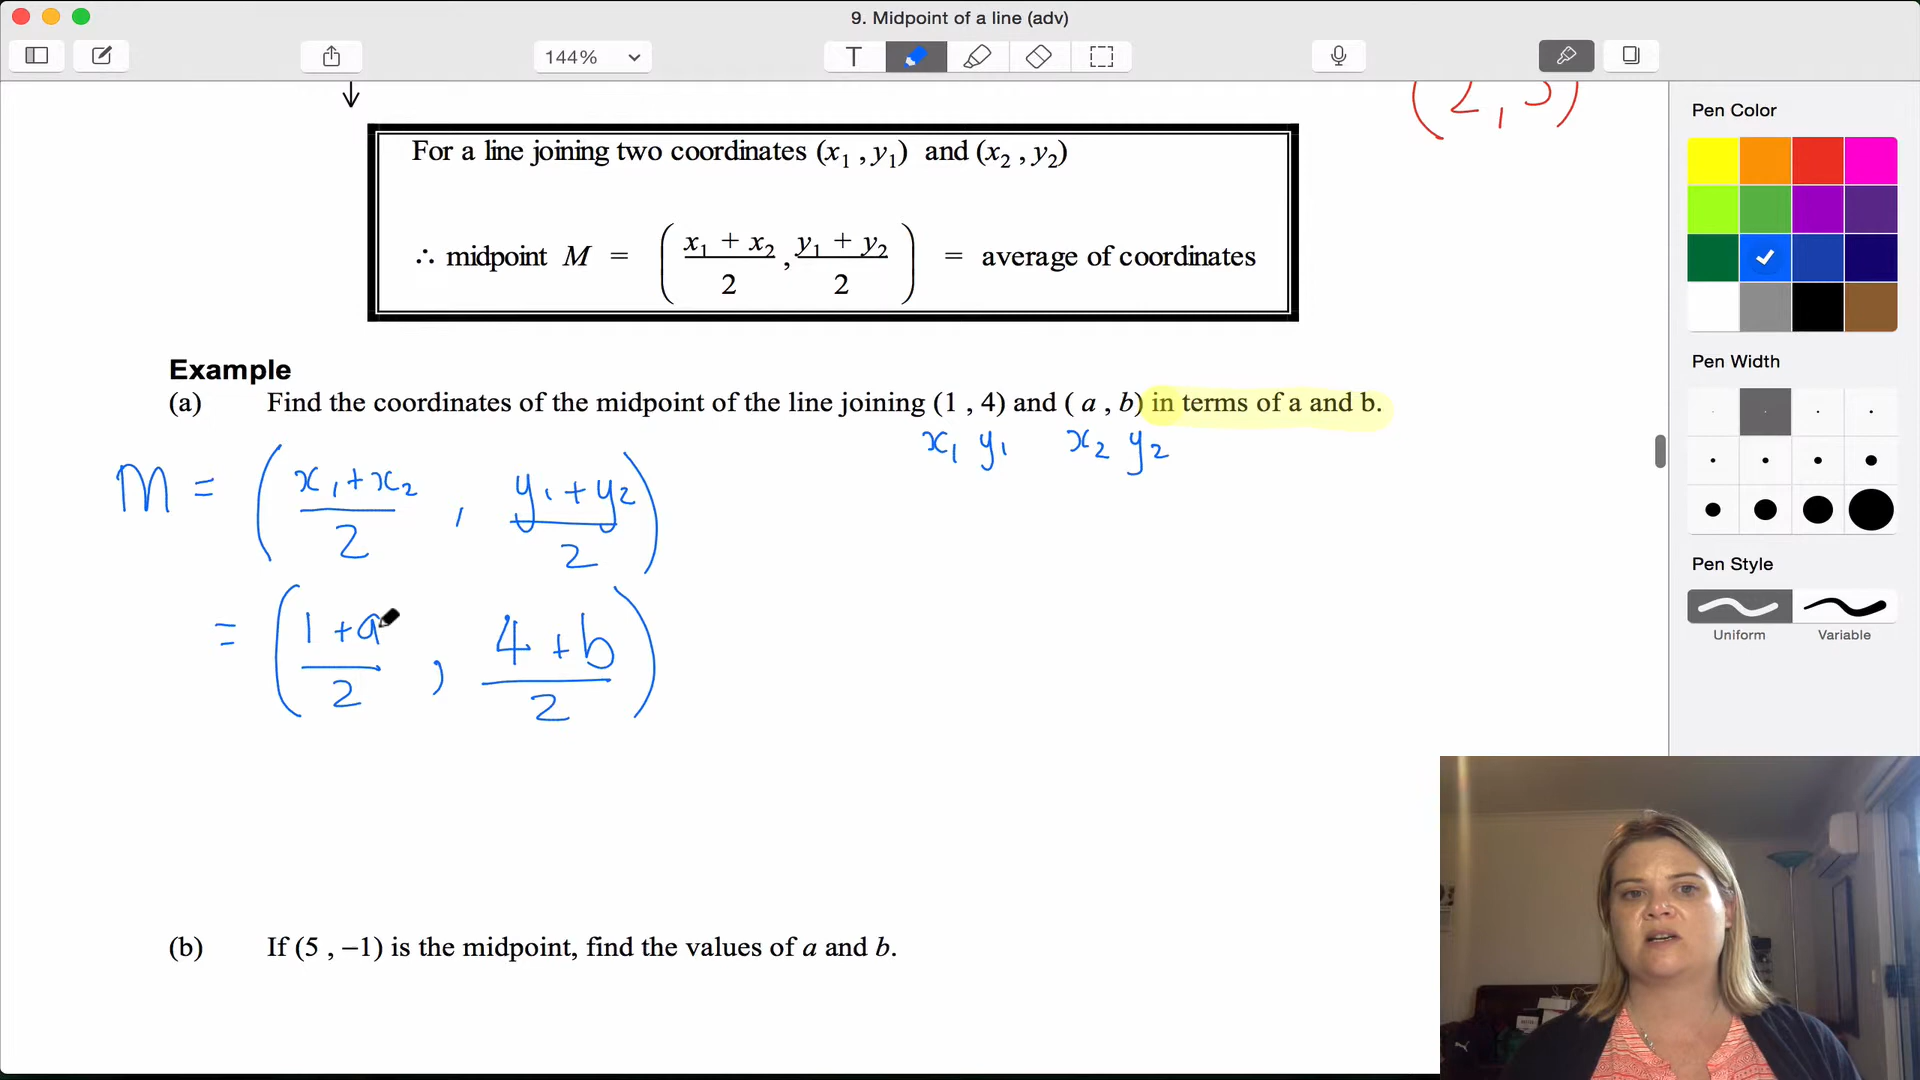 9. Midpoint of a line (adv)
144%
T
(2, 5)
Pen Color
For a line joining two coordinates (x₁ , y₁) and (x₂ , y₂)
∴ midpoint M = ( x₁ + x₂ / 2 , y₁ + y₂ / 2 ) = average of coordinates
Pen Width
Example
(a) Find the coordinates of the midpoint of the line joining (1 , 4) and ( a , b) in terms of a and b.
x₁ y₁ x₂ y₂
M = ( x₁+x₂ / 2 , y₁+y₂ / 2 )
Pen Style
Uniform Variable
= ( 1+a / 2 , 4+b / 2 )
(b) If (5 , −1) is the midpoint, find the values of a and b.